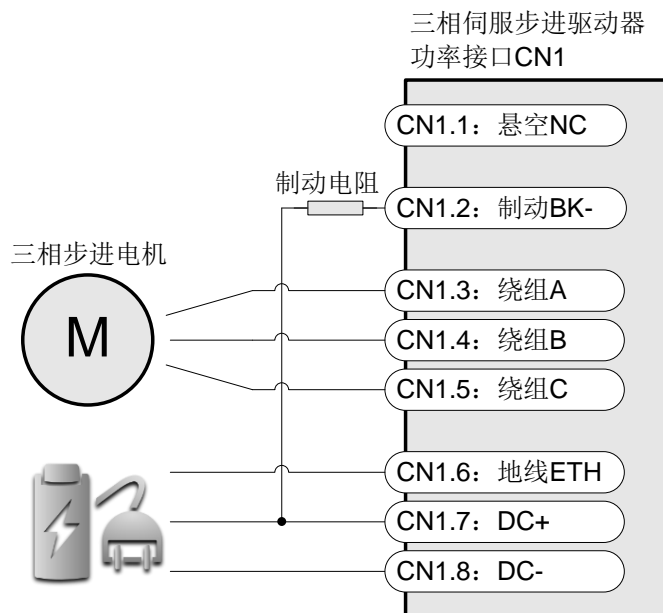 三相伺服步进驱动器
功率接口CN1
CN1.1：悬空NC
制动电阻
CN1.2：制动BK-
三相步进电机
M
CN1.3：绕组A
CN1.4：绕组B
CN1.5：绕组C
CN1.6：地线ETH
CN1.7：DC+
CN1.8：DC-